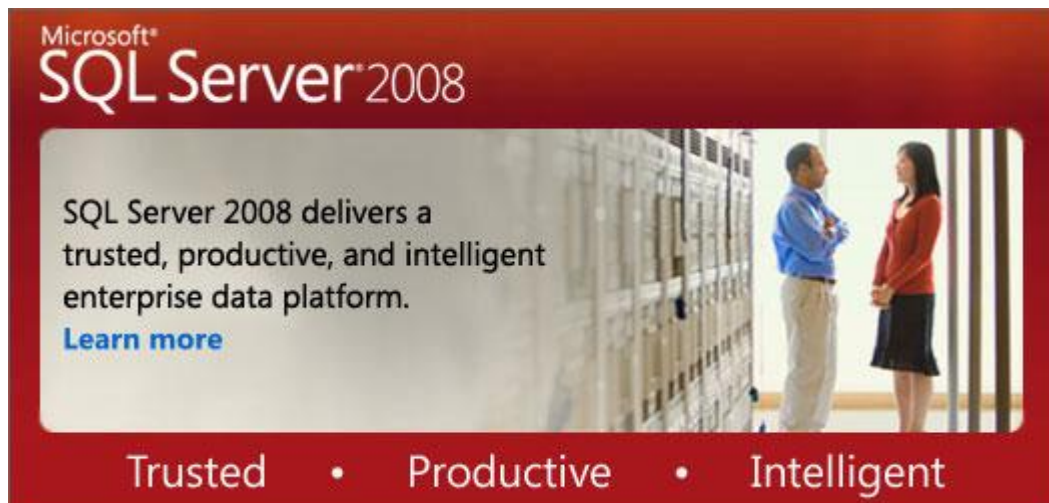 Microsoft®
SQL Server® 2008
SQL Server 2008 delivers a
trusted, productive, and intelligent
enterprise data platform.
Learn more
Trusted • Productive • Intelligent